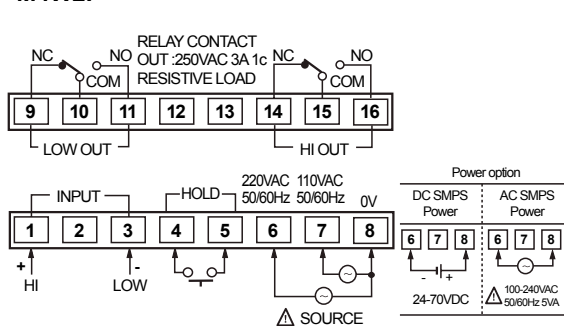 RELAY CONTACT
OUT :250VAC 3A 1c
RESISTIVE LOAD
NC NO
COM
NC NO
COM
9 10 11 12 13 14 15 16
LOW OUT HI OUT
INPUT HOLD
220VAC 110VAC
50/60Hz 50/60Hz 0V
1 2 3 4 5 6 7 8
+ -
HI LOW
⚠ SOURCE
Power option
DC SMPS
Power
6 7 8
- +
24-70VDC
AC SMPS
Power
6 7 8
⚠ 100-240VAC
50/60Hz 5VA